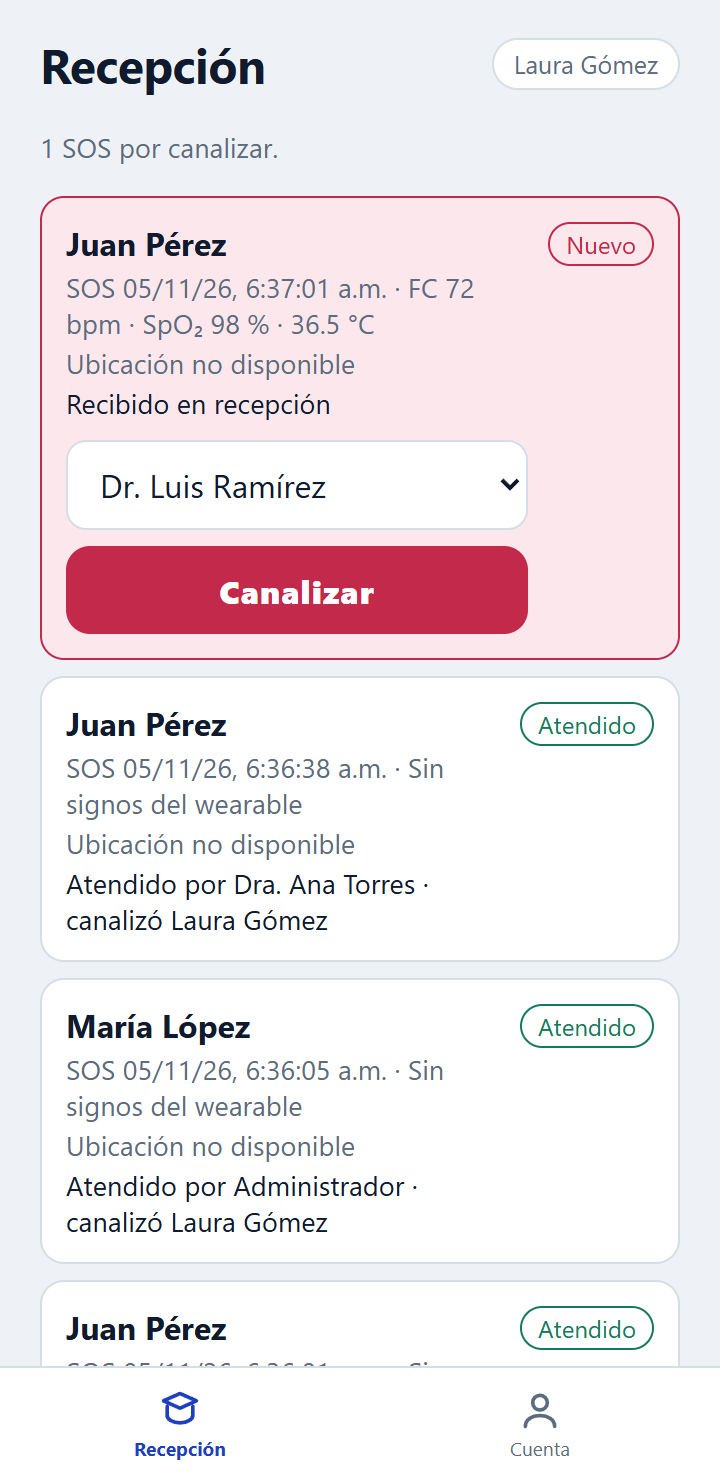 Recepción
Laura Gómez
1 SOS por canalizar.
Juan Pérez
Nuevo
SOS 05/11/26, 6:37:01 a.m. · FC 72
bpm · SpO₂ 98 % · 36.5 °C
Ubicación no disponible
Recibido en recepción
Dr. Luis Ramírez
Canalizar
Juan Pérez
Atendido
SOS 05/11/26, 6:36:38 a.m. · Sin
signos del wearable
Ubicación no disponible
Atendido por Dra. Ana Torres ·
canalizó Laura Gómez
María López
Atendido
SOS 05/11/26, 6:36:05 a.m. · Sin
signos del wearable
Ubicación no disponible
Atendido por Administrador ·
canalizó Laura Gómez
Juan Pérez
Atendido
Recepción
Cuenta